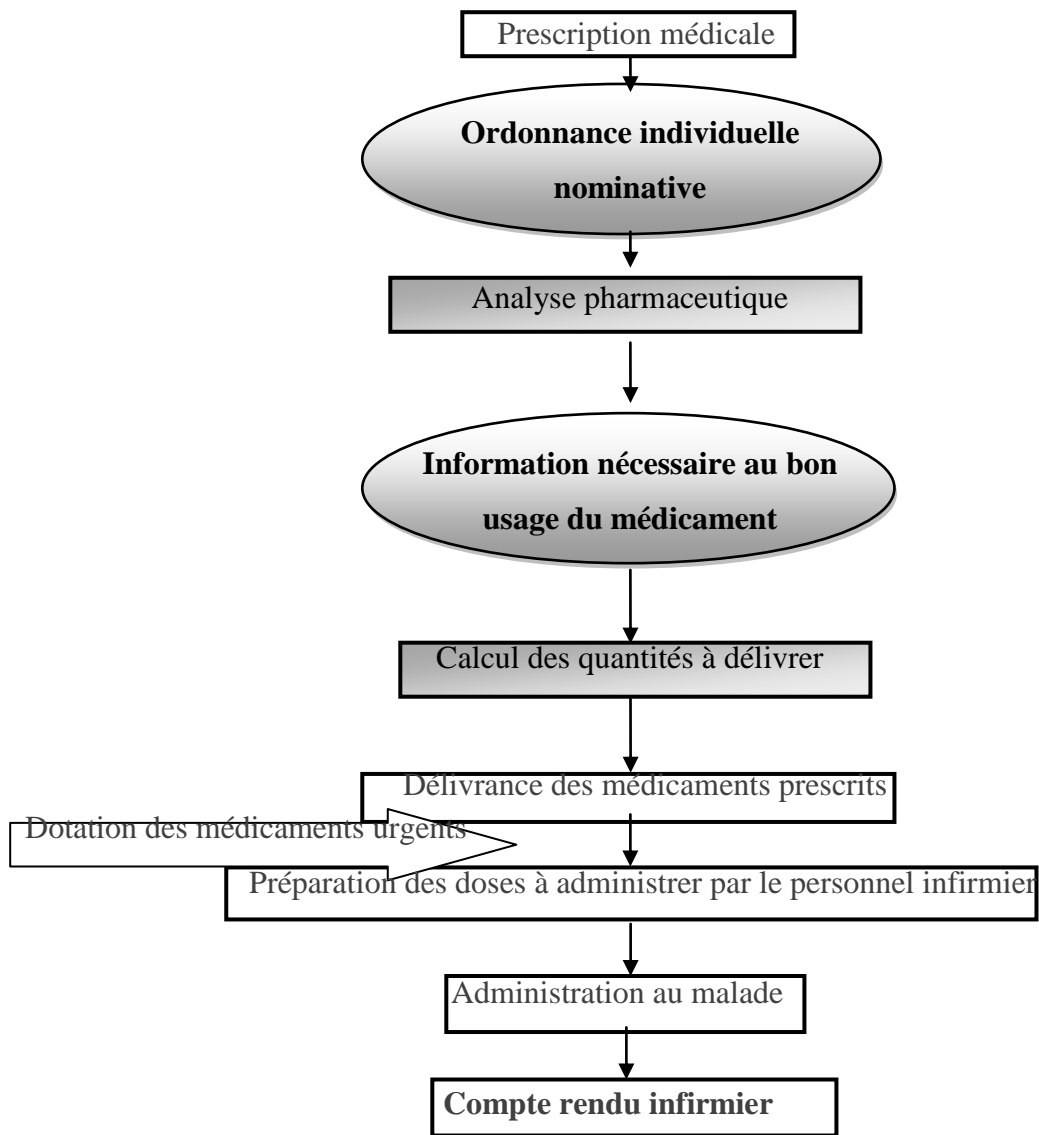 Prescription médicale
Ordonnance individuelle
nominative
Analyse pharmaceutique
Information nécessaire au bon
usage du médicament
Calcul des quantités à délivrer
Délivrance des médicaments prescrits
Dotation des médicaments urgents
Préparation des doses à administrer par le personnel infirmier
Administration au malade
Compte rendu infirmier